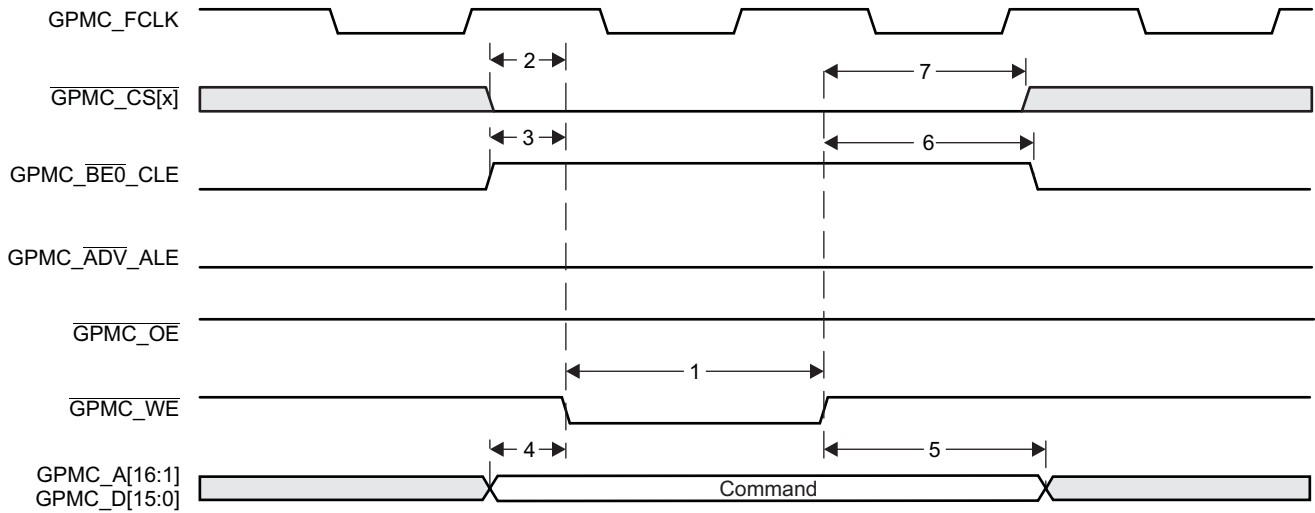 GPMC_FCLK
2
7
GPMC_CS[x]
3
6
GPMC_BE0_CLE
GPMC_ADV_ALE
GPMC_OE
1
GPMC_WE
4
5
GPMC_A[16:1]
GPMC_D[15:0]
Command